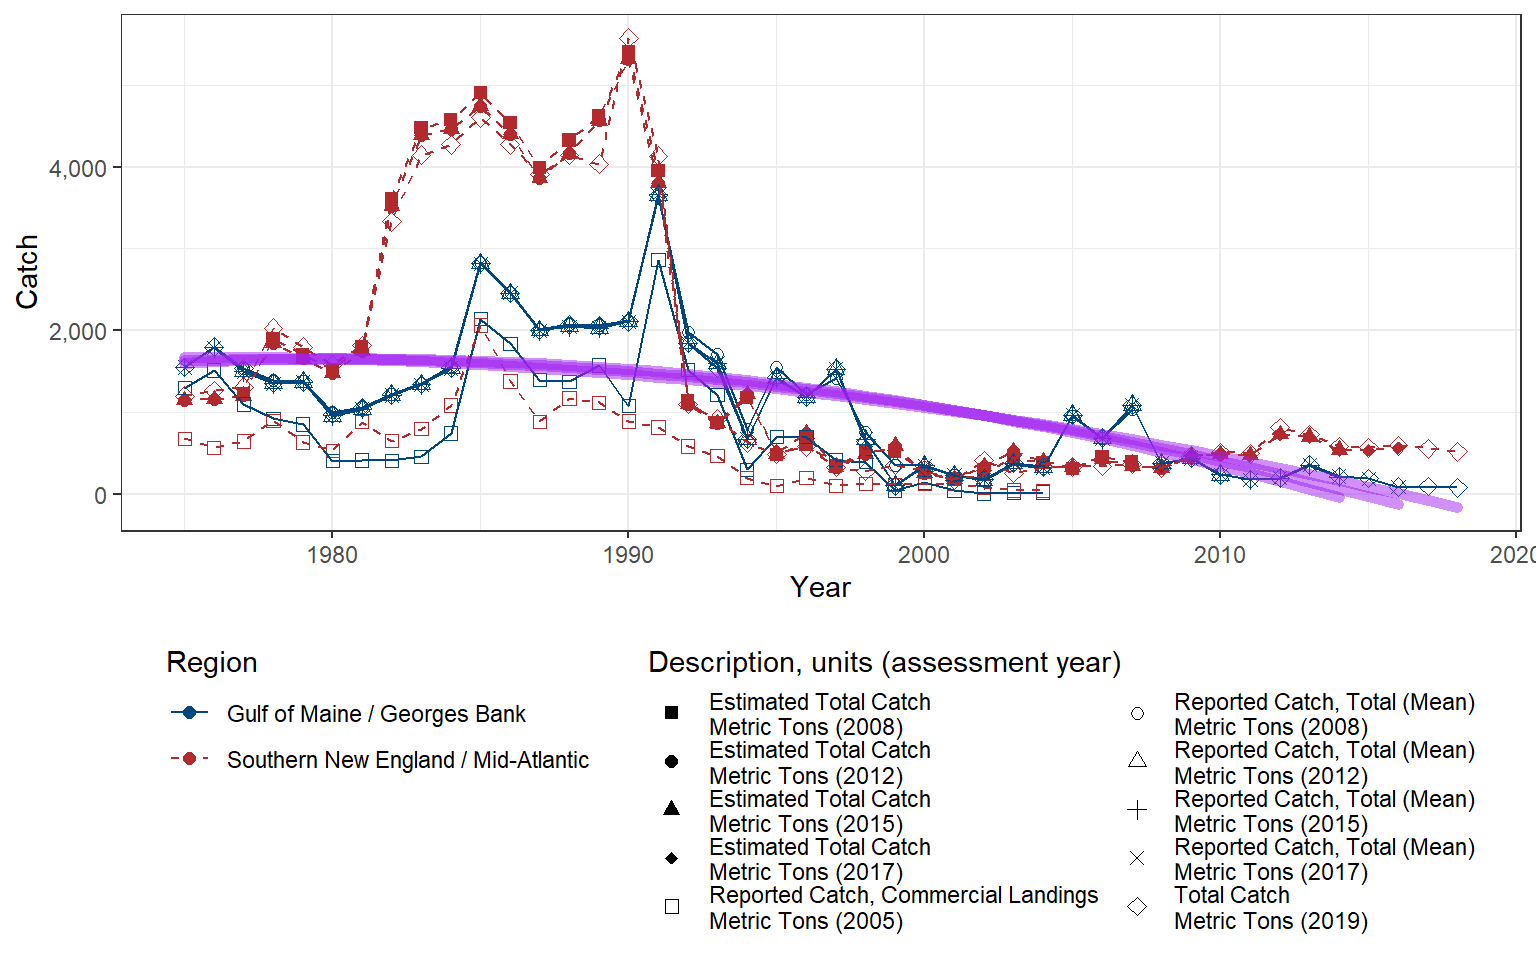 4,000
2,000
0
Catch
1980
1990
2000
2010
2020
Year
Region
Gulf of Maine / Georges Bank
Southern New England / Mid-Atlantic
Description, units (assessment year)
Estimated Total Catch
Metric Tons (2008)
Estimated Total Catch
Metric Tons (2012)
Estimated Total Catch
Metric Tons (2015)
Estimated Total Catch
Metric Tons (2017)
Reported Catch, Commercial Landings
Metric Tons (2005)
Reported Catch, Total (Mean)
Metric Tons (2008)
Reported Catch, Total (Mean)
Metric Tons (2012)
Reported Catch, Total (Mean)
Metric Tons (2015)
Reported Catch, Total (Mean)
Metric Tons (2017)
Total Catch
Metric Tons (2019)